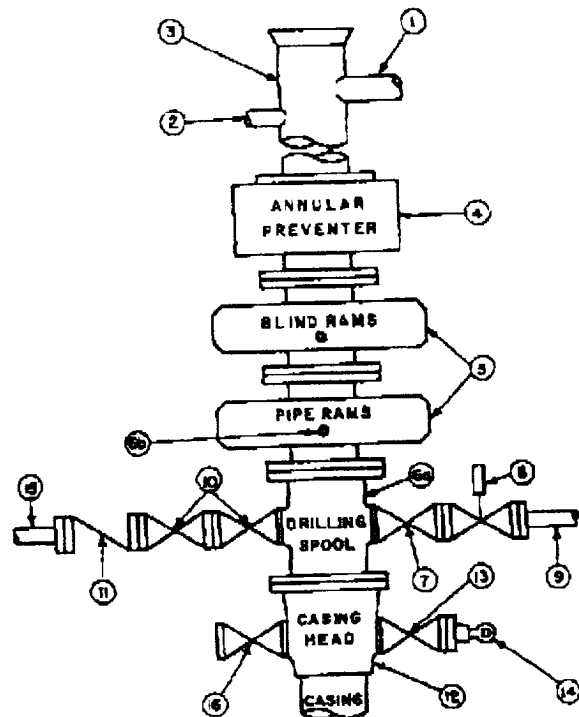 1
3
2
ANNULAR
PREVENTER
4
BLIND RAMS
5
PIPE RAMS
6b
6a
8
15
10
DRILLING
SPOOL
11
7
13
9
CASING
HEAD
16
12
14
CASING